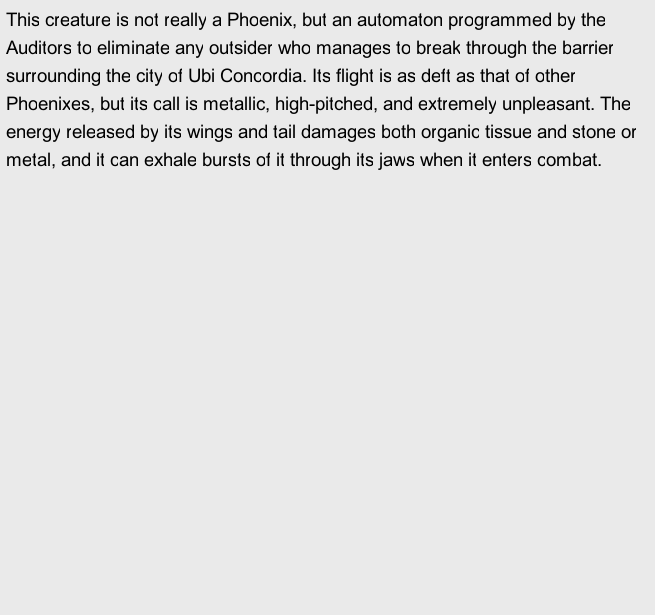 This creature is not really a Phoenix, but an automaton programmed by the
Auditors to eliminate any outsider who manages to break through the barrier
surrounding the city of Ubi Concordia. Its flight is as deft as that of other
Phoenixes, but its call is metallic, high-pitched, and extremely unpleasant. The
energy released by its wings and tail damages both organic tissue and stone or
metal, and it can exhale bursts of it through its jaws when it enters combat.